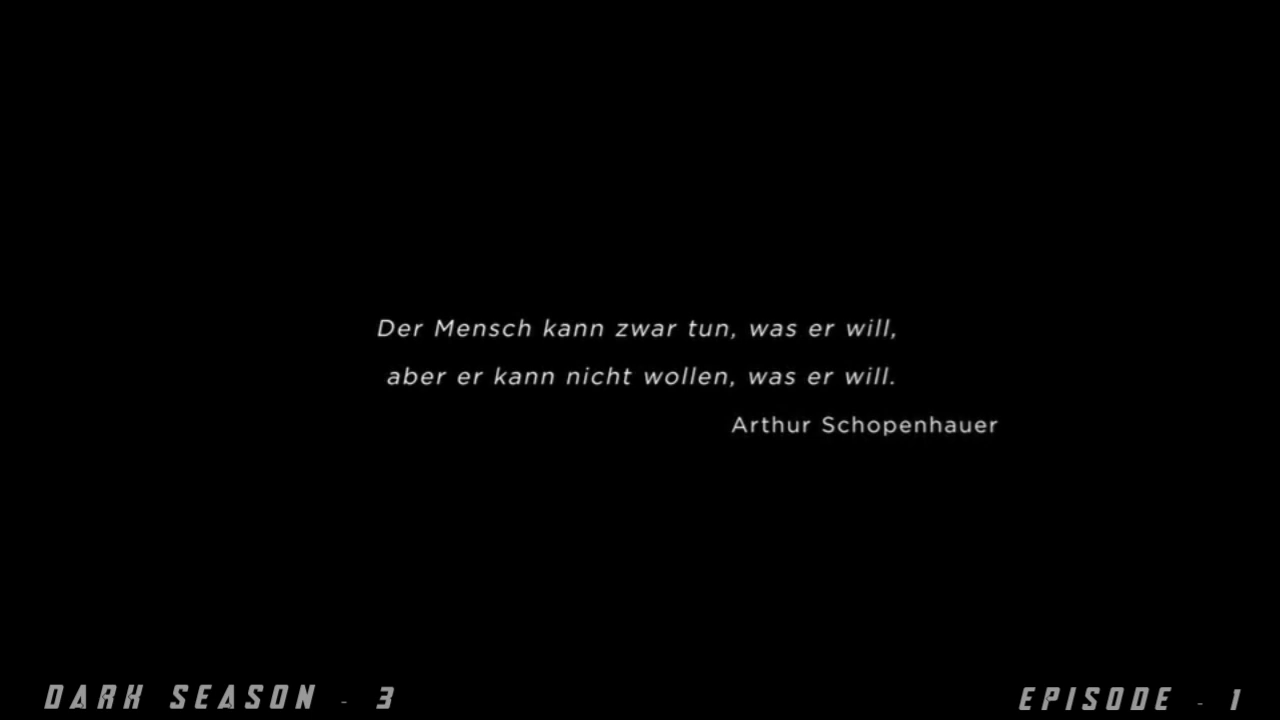 Der Mensch kann zwar tun, was er will,
aber er kann nicht wollen, was er will.
Arthur Schopenhauer
DARK SEASON - 3
EPISODE - 1